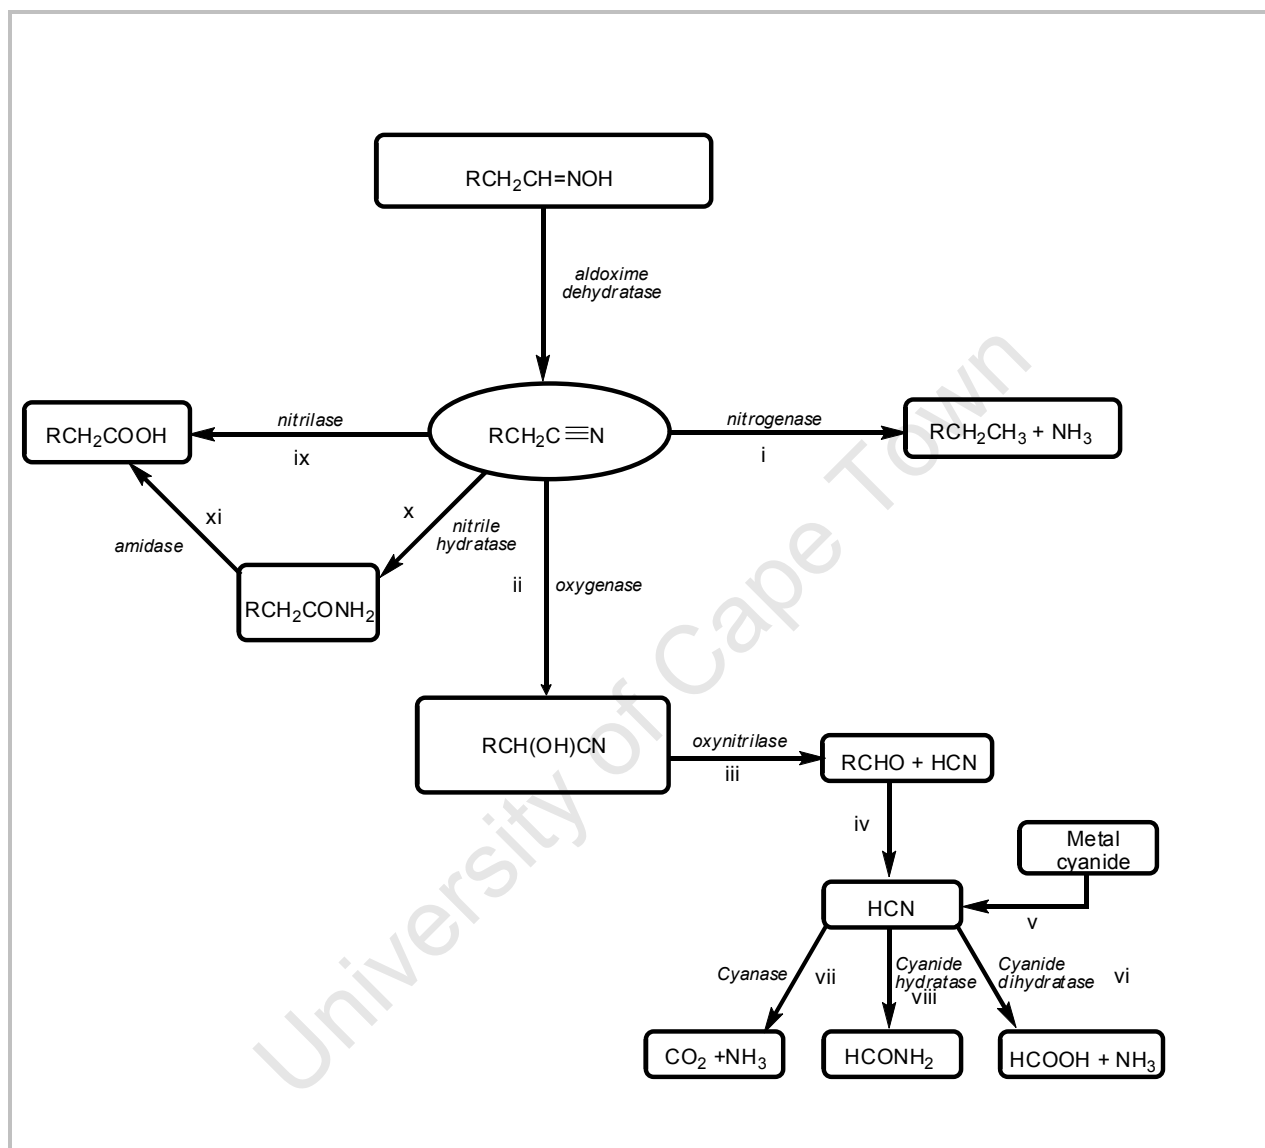 RCH₂CH=NOH
aldoxime
dehydratase
RCH₂COOH
nitrilase
ix
RCH₂C≡N
nitrogenase
i
RCH₂CH₃ + NH₃
xi
amidase
x
nitrile
hydratase
ii
oxygenase
RCH₂CONH₂
RCH(OH)CN
oxynitrilase
iii
RCHO + HCN
iv
Metal
cyanide
HCN
v
Cyanase
vii
Cyanide
hydratase
viii
Cyanide
dihydratase
vi
CO₂ +NH₃
HCONH₂
HCOOH + NH₃
University of Cape Town